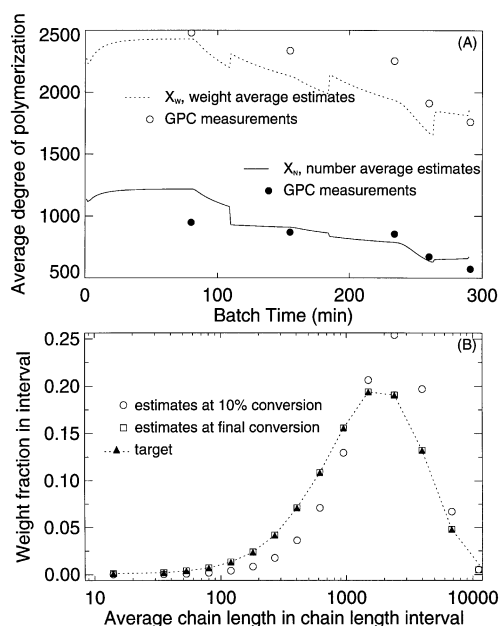 2500
(A)
2000
X_W, weight average estimates
GPC measurements
1500
X_N, number average estimates
GPC measurements
1000
500
Average degree of polymerization
0
100
200
300
Batch Time (min)
0.25
(B)
0.20
estimates at 10% conversion
estimates at final conversion
target
0.15
0.10
0.05
0.00
Weight fraction in interval
10
100
1000
10000
Average chain length in chain length interval